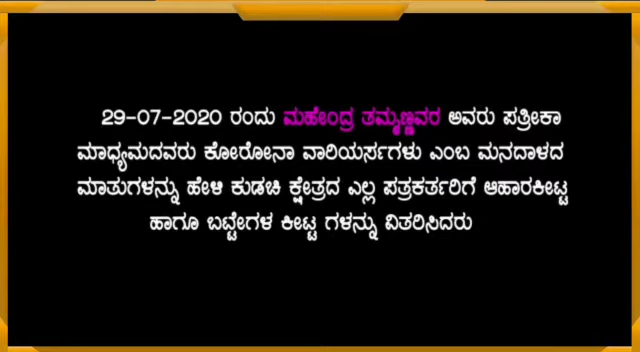 29-07-2020 ರಂದು ಮಹೇಂದ್ರ ತಮ್ಮಣ್ಣವರ ಅವರು ಪತ್ರೀಕಾ
ಮಾಧ್ಯಮದವರು ಕೋರೋನಾ ವಾರಿಯರ್ಸಗಳು ಎಂಬ ಮನದಾಳದ
ಮಾತುಗಳನ್ನು ಹೇಳಿ ಕುಡಚಿ ಕ್ಷೇತ್ರದ ಎಲ್ಲ ಪತ್ರಕರ್ತರಿಗೆ ಆಹಾರಕೀಟ್ಟ
ಹಾಗೂ ಬಟ್ಟೇಗಳ ಕೀಟ್ಟ ಗಳನ್ನು ವಿತರಿಸಿದರು